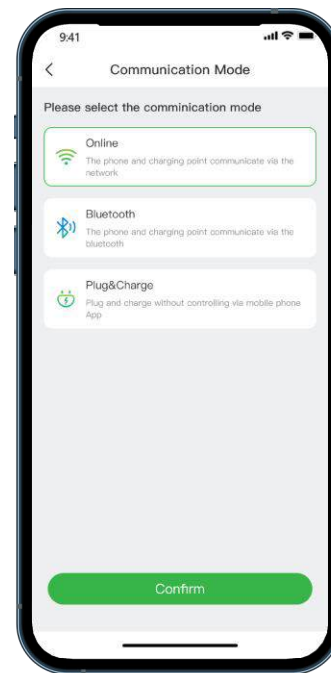 9:41
Communication Mode
Please select the comminication mode
Online
The phone and charging point communicate via the
network
Bluetooth
The phone and charging point communicate via the
bluetooth
Plug&Charge
Plug and charge without controlling via mobile phone
App
Confirm